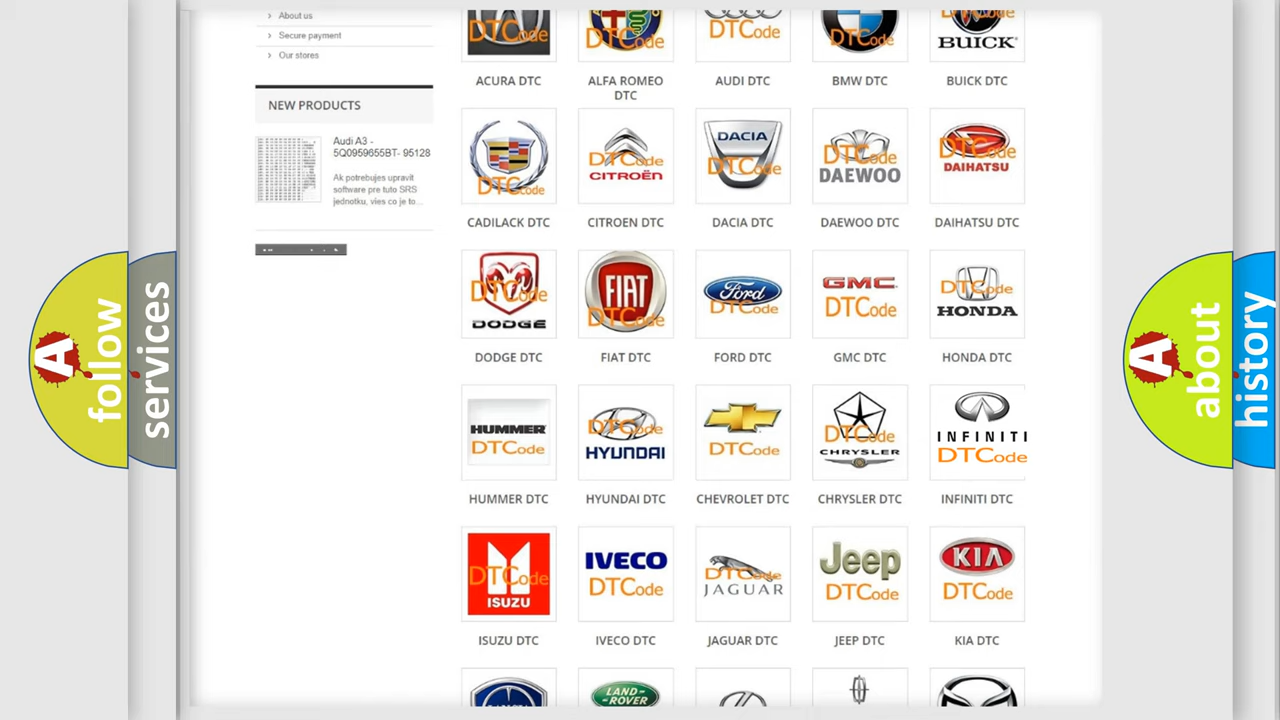 About us
Secure payment
Our stores
NEW PRODUCTS
Audi A3 -
5Q0959655BT- 95128
Ak potrebujes upravit
software pre tuto SRS
jednotku, vies co je to...
DTCode
DTCode
DTCode
DTCode
BUICK
DTCode
ACURA DTC
ALFA ROMEO
DTC
AUDI DTC
BMW DTC
BUICK DTC
DTCode
DTCode
CITROËN
DACIA
DTCode
DTCode
DAEWOO
DTCode
DAIHATSU
CADILACK DTC
CITROEN DTC
DACIA DTC
DAEWOO DTC
DAIHATSU DTC
DTCode
DODGE
FIAT
DTCode
Ford
DTCode
GMC
DTCode
DTCode
HONDA
DODGE DTC
FIAT DTC
FORD DTC
GMC DTC
HONDA DTC
HUMMER
DTCode
DTCode
HYUNDAI
DTCode
DTCode
CHRYSLER
INFINITI
DTCode
HUMMER DTC
HYUNDAI DTC
CHEVROLET DTC
CHRYSLER DTC
INFINITI DTC
DTCode
ISUZU
IVECO
DTCode
DTCode
JAGUAR
Jeep
DTCode
KIA
DTCode
ISUZU DTC
IVECO DTC
JAGUAR DTC
JEEP DTC
KIA DTC
LAND-
ROVER
A
follow
services
A
about
history